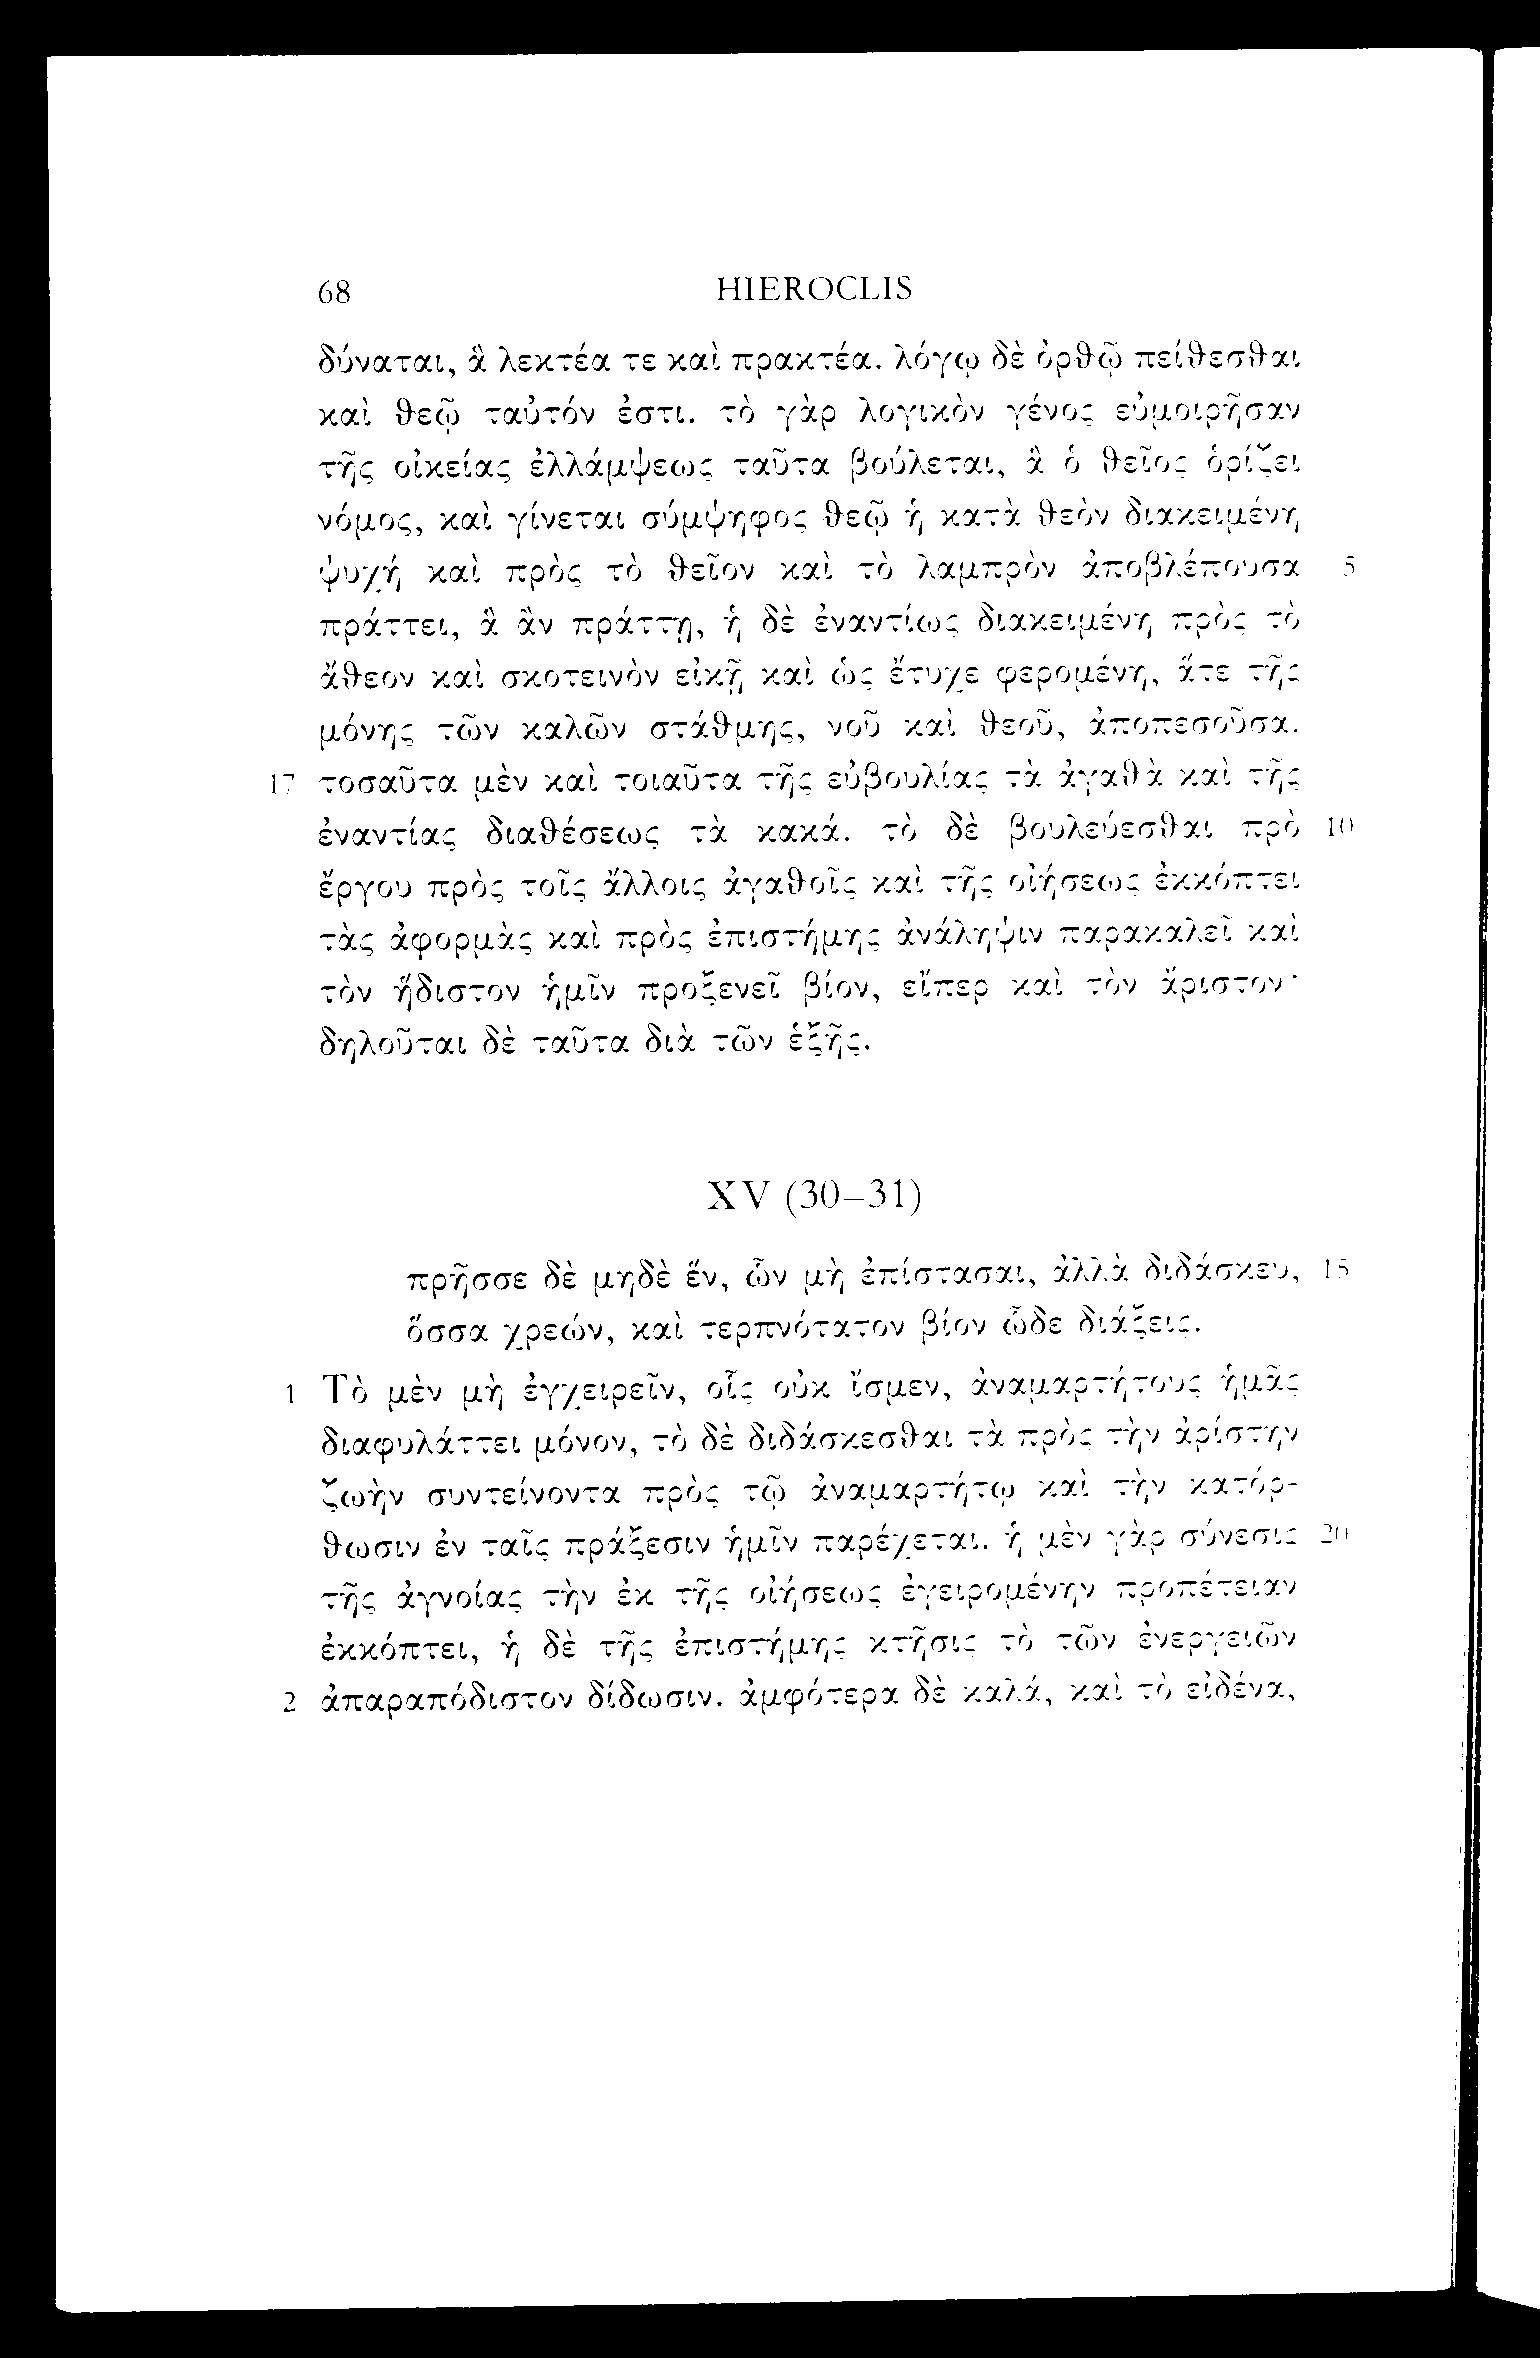 68 HIEROCLIS
δύναται, ἃ λεκτέα τε καὶ πρακτέα. λόγῳ δὲ ὀρθῷ πείθεσθαι
καὶ θεῷ ταὐτόν ἐστι. τὸ γὰρ λογικὸν γένος εὐμοιρῆσαν
τῆς οἰκείας ἐλλάμψεως ταῦτα βούλεται, ἃ ὁ θεῖος ὁρίζει
νόμος, καὶ γίνεται σύμψηφος θεῷ ἡ κατὰ θεὸν διακειμένη
ψυχὴ καὶ πρὸς τὸ θεῖον καὶ τὸ λαμπρὸν ἀποβλέπουσα 5
πράττει, ἃ ἂν πράττῃ, ἡ δὲ ἐναντίως διακειμένη πρὸς τὸ
ἄθεον καὶ σκοτεινὸν εἰκῇ καὶ ὡς ἔτυχε φερομένη, ἅτε τῆς
μόνης τῶν καλῶν στάθμης, νοῦ καὶ θεοῦ, ἀποπεσοῦσα.
17 τοσαῦτα μὲν καὶ τοιαῦτα τῆς εὐβουλίας τὰ ἀγαθὰ καὶ τῆς
ἐναντίας διαθέσεως τὰ κακά. τὸ δὲ βουλεύεσθαι πρὸ 10
ἔργου πρὸς τοῖς ἄλλοις ἀγαθοῖς καὶ τῆς οἰήσεως ἐκκόπτει
τὰς ἀφορμὰς καὶ πρὸς ἐπιστήμης ἀνάληψιν παρακαλεῖ καὶ
τὸν ἥδιστον ἡμῖν προξενεῖ βίον, εἴπερ καὶ τὸν ἄριστον·
δηλοῦται δὲ ταῦτα διὰ τῶν ἑξῆς.
XV (30–31)
πρῆσσε δὲ μηδὲ ἕν, ὧν μὴ ἐπίστασαι, ἀλλὰ διδάσκευ, 15
ὅσσα χρεών, καὶ τερπνότατον βίον ὧδε διάξεις.
1 Τὸ μὲν μὴ ἐγχειρεῖν, οἷς οὐκ ἴσμεν, ἀναμαρτήτους ἡμᾶς
διαφυλάττει μόνον, τὸ δὲ διδάσκεσθαι τὰ πρὸς τὴν ἀρίστην
ζωὴν συντείνοντα πρὸς τῷ ἀναμαρτήτῳ καὶ τὴν κατόρ-
θωσιν ἐν ταῖς πράξεσιν ἡμῖν παρέχεται. ἡ μὲν γὰρ σύνεσις 20
τῆς ἀγνοίας τὴν ἐκ τῆς οἰήσεως ἐγειρομένην προπέτειαν
ἐκκόπτει, ἡ δὲ τῆς ἐπιστήμης κτῆσις τὸ τῶν ἐνεργειῶν
2 ἀπαραπόδιστον δίδωσιν. ἀμφότερα δὲ καλά, καὶ τὸ εἰδένα,